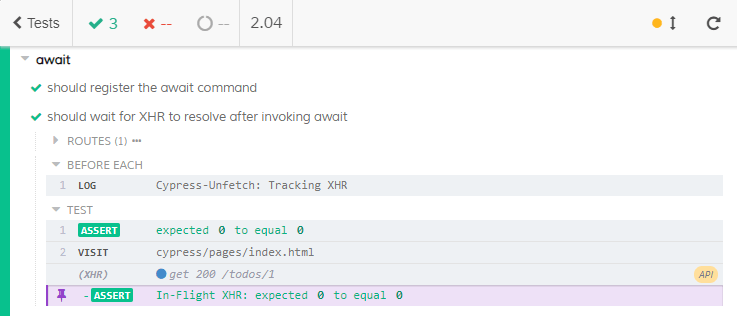 Tests 3 -- -- 2.04
await
should register the await command
should wait for XHR to resolve after invoking await
ROUTES (1) •••
BEFORE EACH
1 LOG Cypress-Unfetch: Tracking XHR
TEST
1 ASSERT expected 0 to equal 0
2 VISIT cypress/pages/index.html
(XHR) get 200 /todos/1 API
- ASSERT In-Flight XHR: expected 0 to equal 0